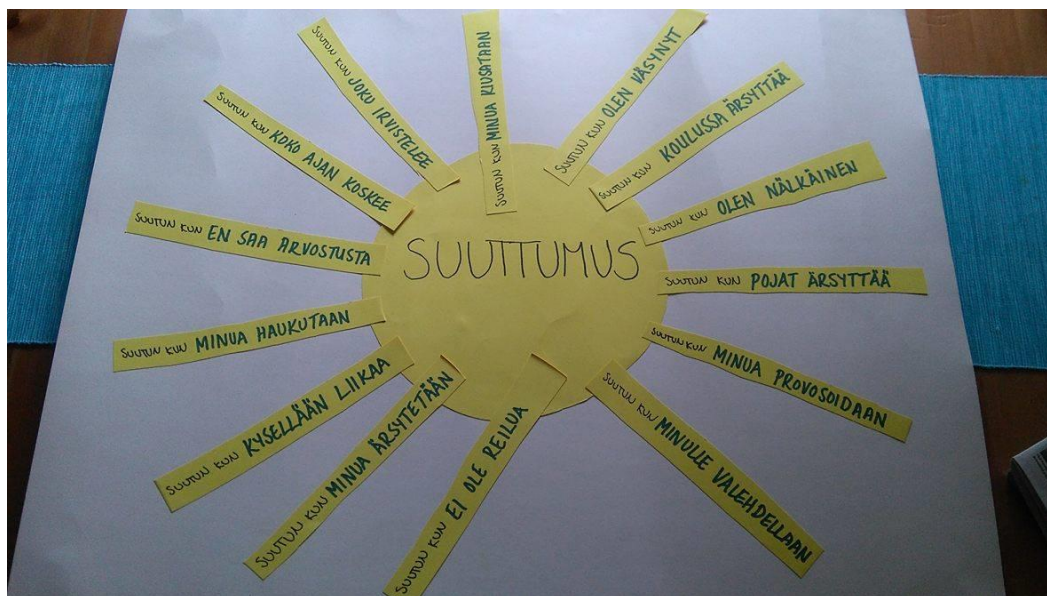 SUUTTUMUS
SUUTUN KUN MINUA KIUSATAAN
SUUTUN KUN OLEN VÄSYNYT
SUUTUN KUN KOULUSSA ÄRSYTTÄÄ
SUUTUN KUN OLEN NÄLKÄINEN
SUUTUN KUN POJAT ÄRSYTTÄÄ
SUUTUN KUN MINUA PROVOSOIDAAN
SUUTUN KUN MINULLE VALEHDELLAAN
SUUTUN KUN EI OLE REILUA
SUUTUN KUN MINUA ÄRSYTETÄÄN
SUUTUN KUN KYSELLÄÄN LIIKAA
SUUTUN KUN MINUA HAUKUTAAN
SUUTUN KUN EN SAA ARVOSTUSTA
SUUTUN KUN KOKO AJAN KOSKEE
SUUTUN KUN JOKU IRVISTELEE